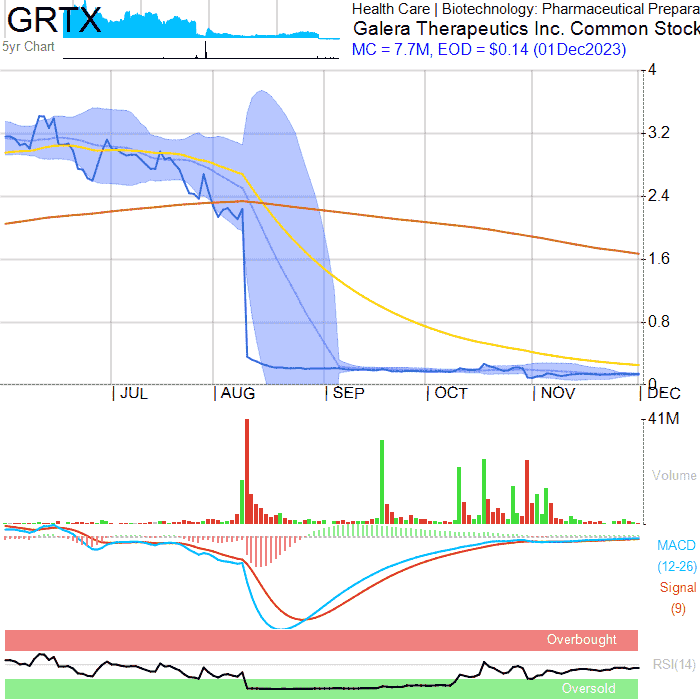 GRTX
5yr Chart
Health Care | Biotechnology: Pharmaceutical Prepara
Galera Therapeutics Inc. Common Stock
MC = 7.7M, EOD = $0.14 (01Dec2023)
4
3.2
2.4
1.6
0.8
0
| JUL
| AUG
| SEP
| OCT
| NOV
| DEC
41M
Volume
MACD
(12-26)
Signal
(9)
Overbought
RSI(14)
Oversold